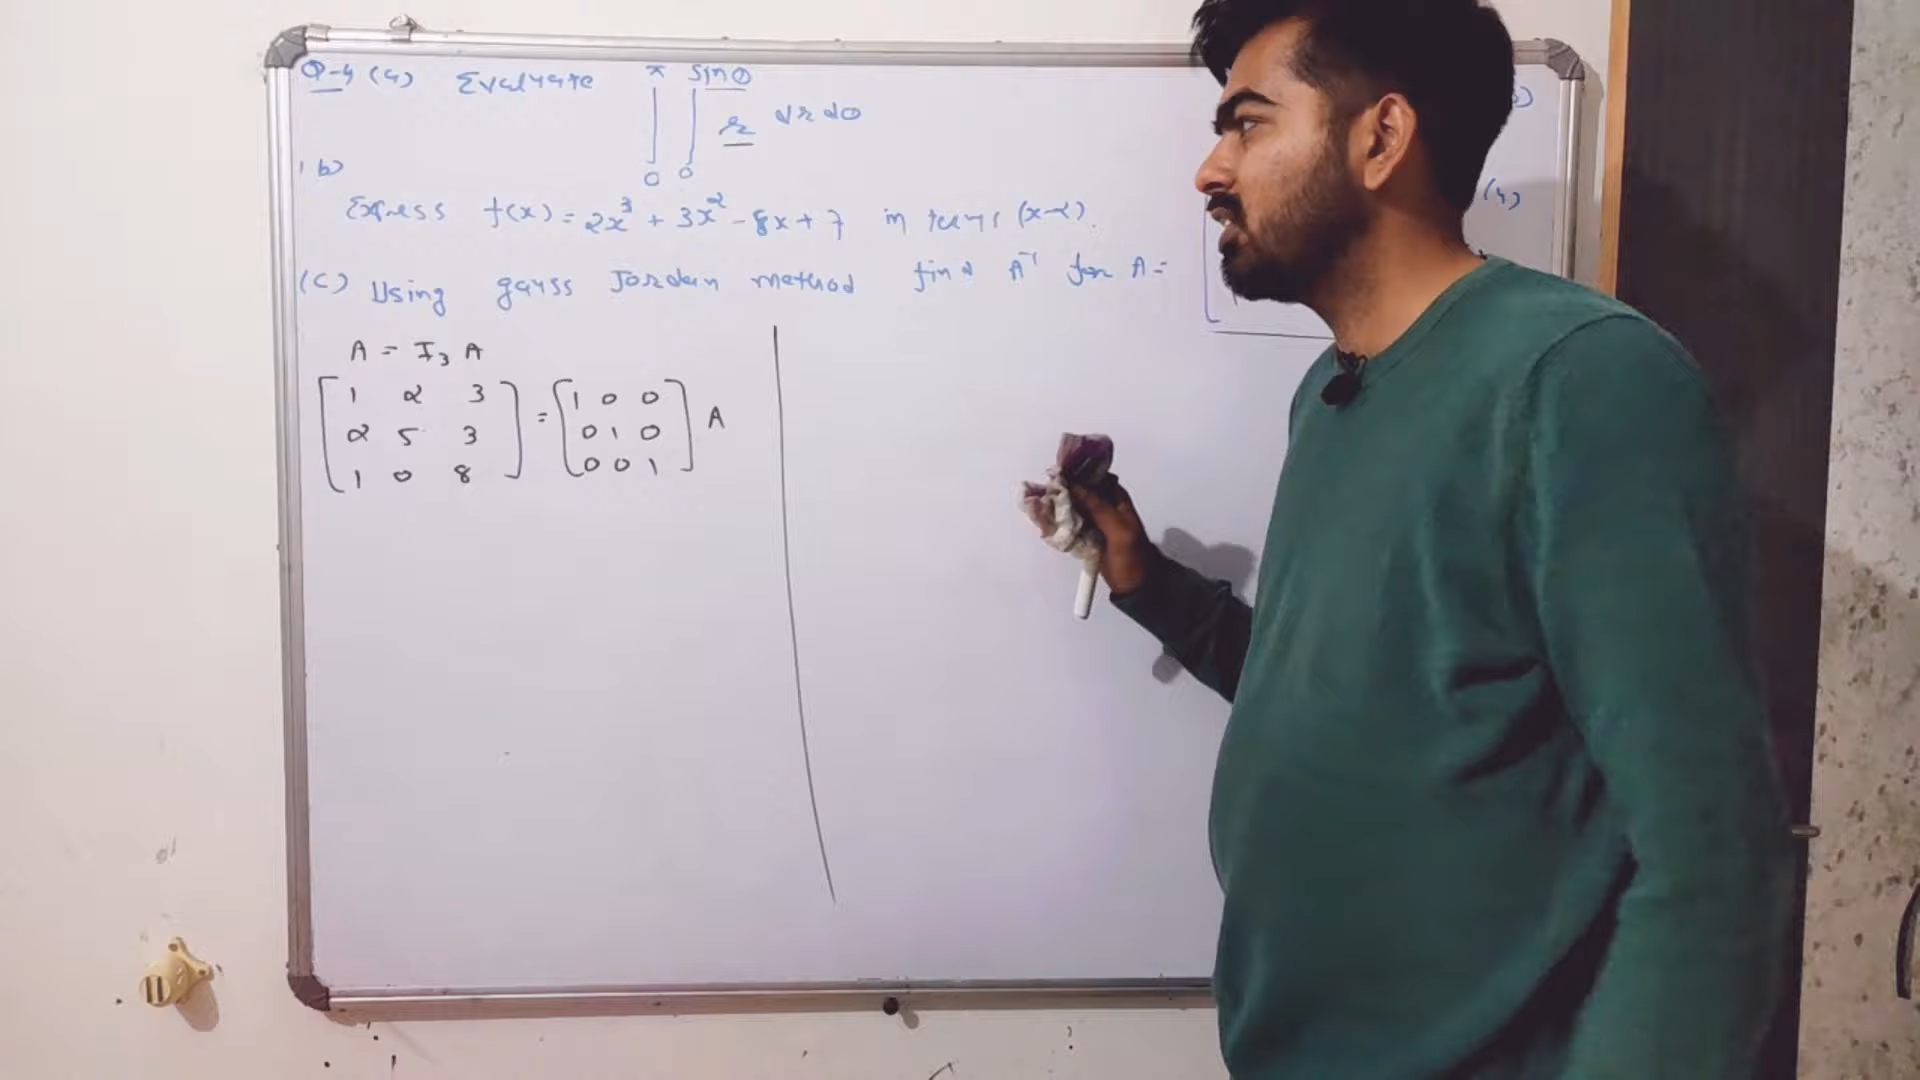 Q-4 (a) Evaluate ∫₀^π ∫₀^sinθ r dr dθ
(b)
Express f(x) = 2x³ + 3x² - 8x + 7 in terms (x-2).
(C) Using gauss Jordan method find A⁻¹ for A =
(4)
A = I₃ A
[1 2 3] = [1 0 0]
[2 5 3] [0 1 0] A
[1 0 8] [0 0 1]